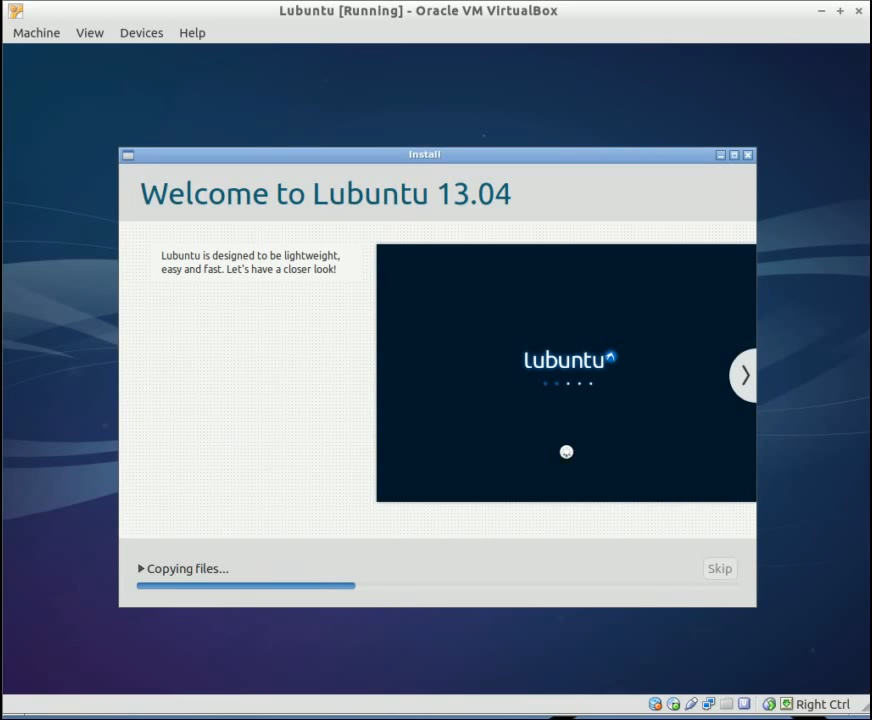 Lubuntu [Running] - Oracle VM VirtualBox
Machine View Devices Help
Install
Welcome to Lubuntu 13.04
Lubuntu is designed to be lightweight,
easy and fast. Let's have a closer look!
lubuntu
Copying files...
Skip
Right Ctrl